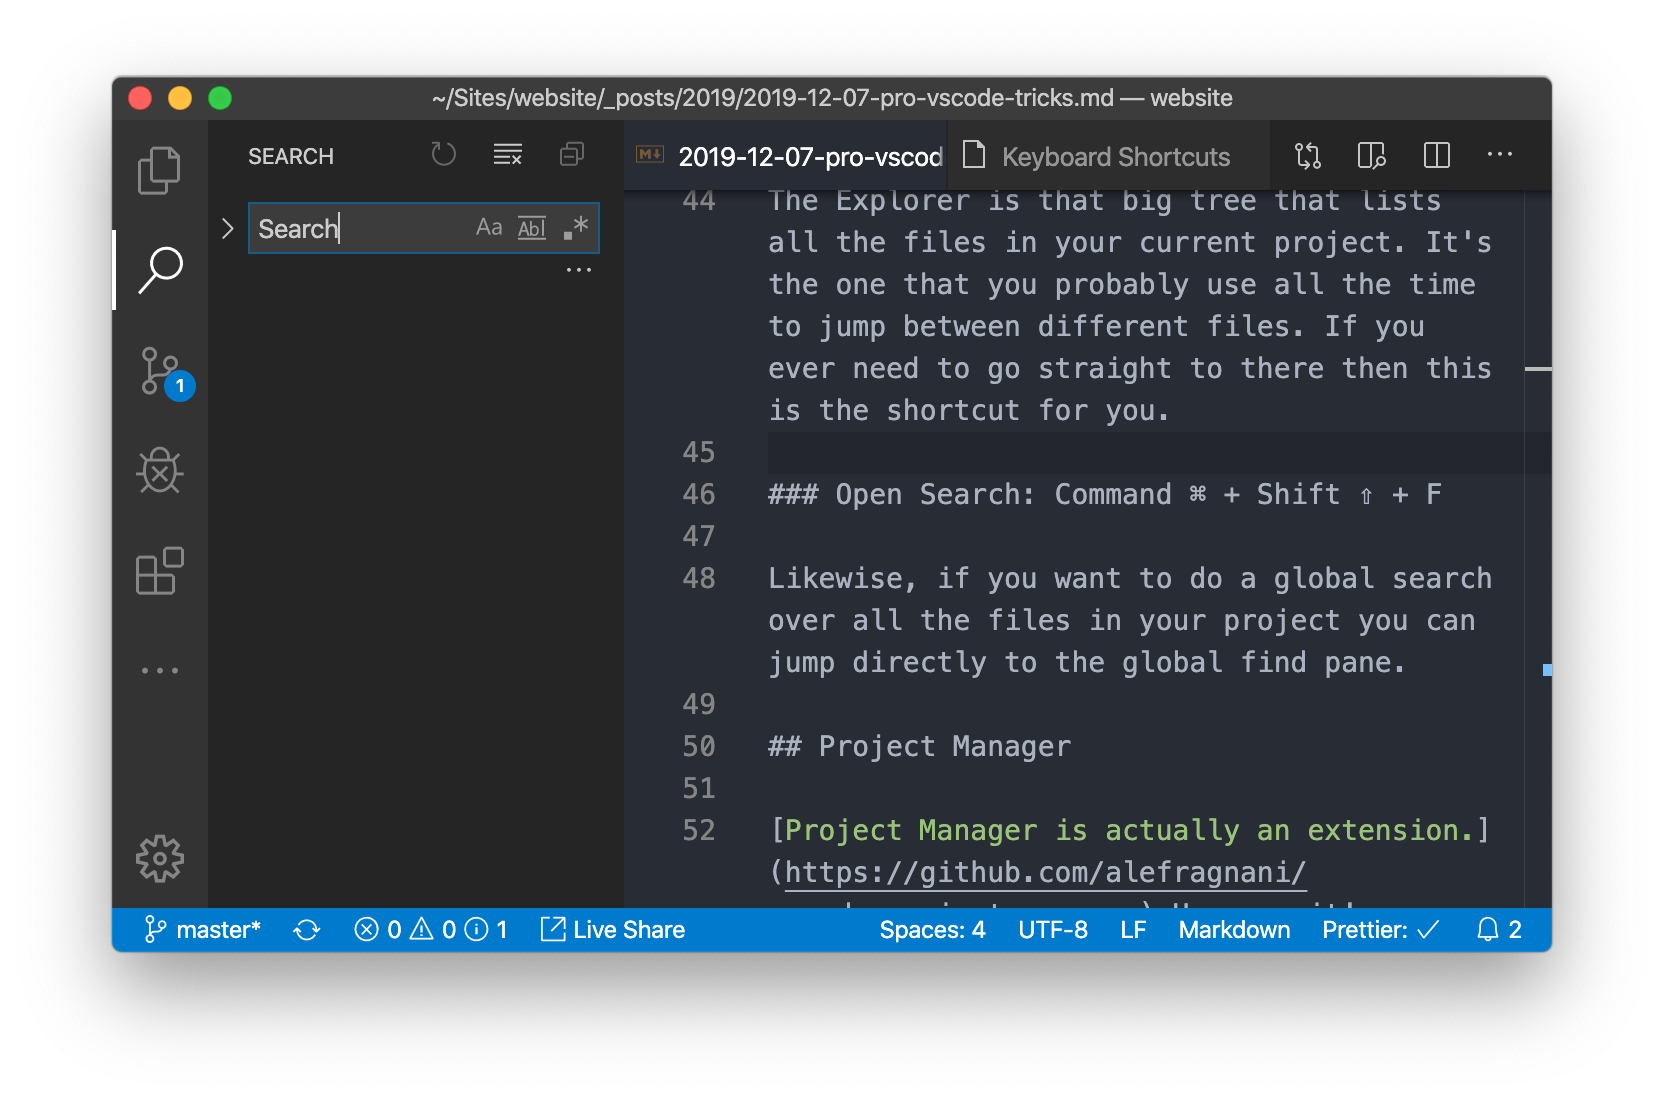 ~/Sites/website/_posts/2019/2019-12-07-pro-vscode-tricks.md — website
SEARCH
Search
Aa Abl .*
1
2019-12-07-pro-vscod
Keyboard Shortcuts
44 The Explorer is that big tree that lists
all the files in your current project. It's
the one that you probably use all the time
to jump between different files. If you
ever need to go straight to there then this
is the shortcut for you.
45
46 ### Open Search: Command ⌘ + Shift ⇧ + F
47
48 Likewise, if you want to do a global search
over all the files in your project you can
jump directly to the global find pane.
49
50 ## Project Manager
51
52 [Project Manager is actually an extension.]
(https://github.com/alefragnani/
master* 0 0 1 Live Share Spaces: 4 UTF-8 LF Markdown Prettier: ✓ 2